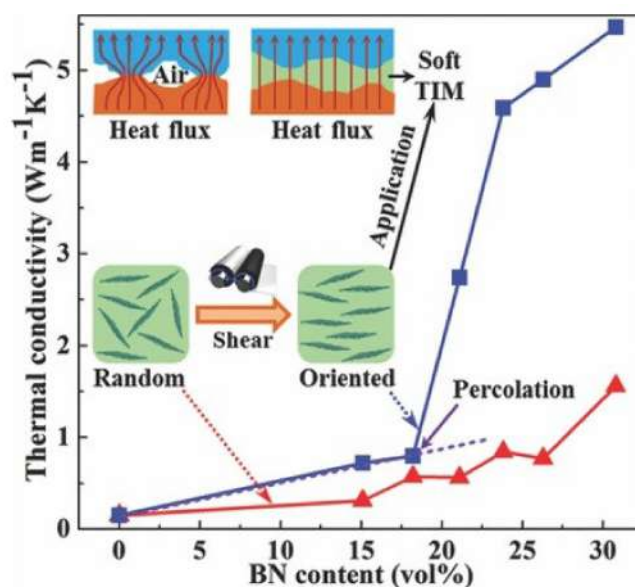 Thermal conductivity (Wm⁻¹K⁻¹)
5
4
3
2
1
0
Air
Heat flux
Heat flux
Soft
TIM
Application
Shear
Random
Oriented
Percolation
0
5
10
15
20
25
30
BN content (vol%)